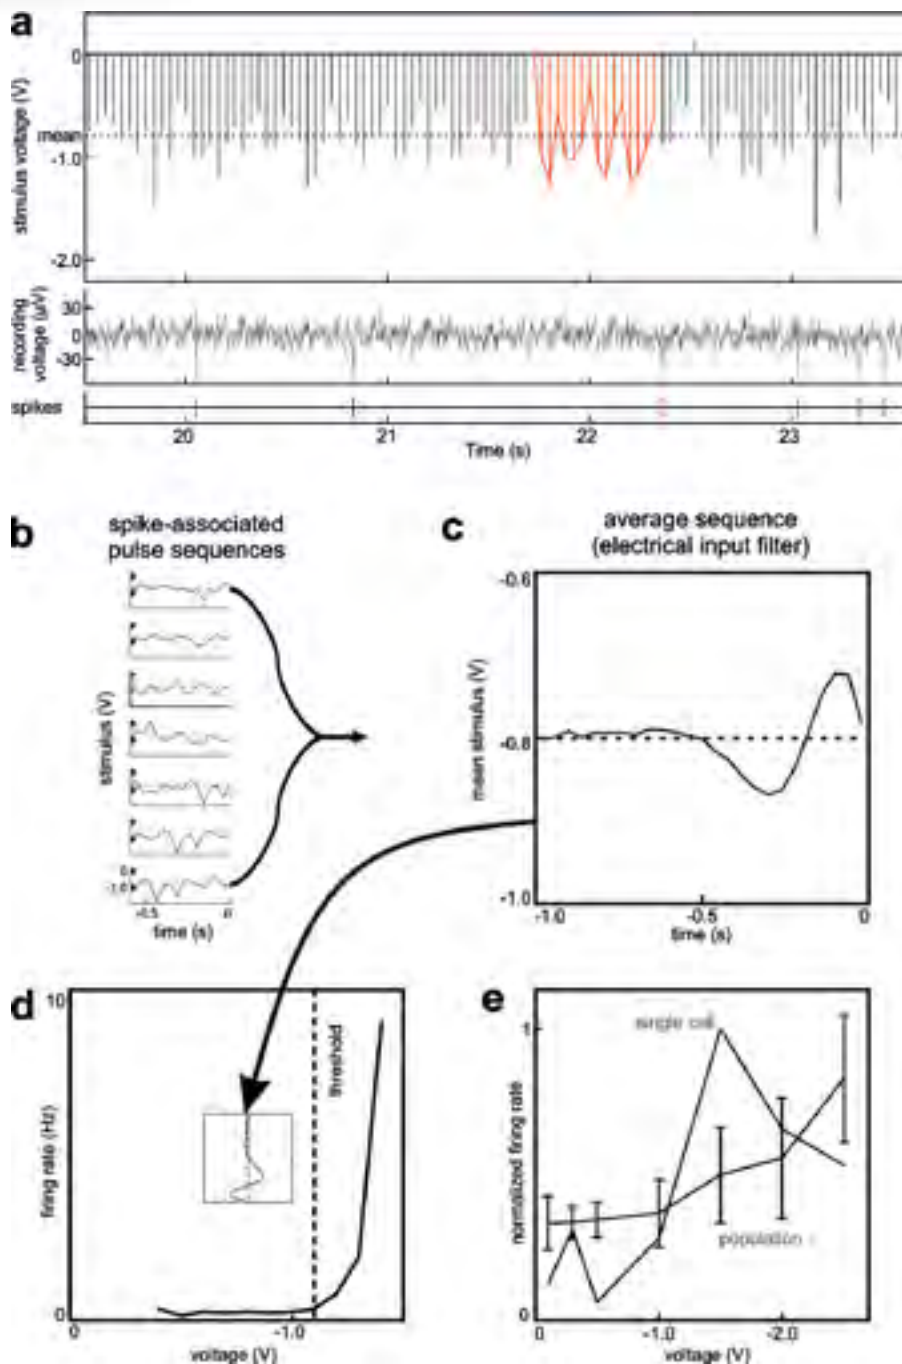 a
0
mean
-1.0
-2.0
stimulus voltage (V)
30
0
-30
recording
voltage (µV)
spikes
20
21
22
23
Time (s)
b
spike-associated
pulse sequences
stimulus (V)
0
-1.0
-0.5
0
time (s)
c
average sequence
(electrical input filter)
-0.6
-0.8
-1.0
mean stimulus (V)
-1.0
-0.5
0
time (s)
d
10
0
firing rate (Hz)
threshold
0
-1.0
voltage (V)
e
1
0
normalized firing rate
single cell
population
0
-1.0
-2.0
voltage (V)